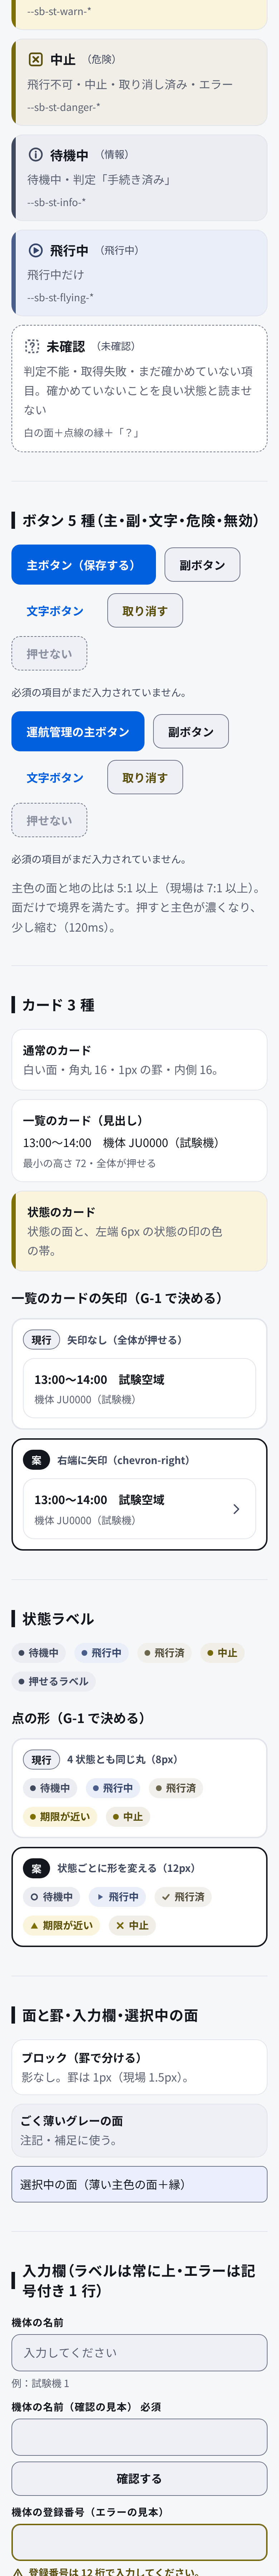 --sb-st-warn-*
中止 （危険）
飛行不可・中止・取り消し済み・エラー
--sb-st-danger-*
待機中 （情報）
待機中・判定「手続き済み」
--sb-st-info-*
飛行中 （飛行中）
飛行中だけ
--sb-st-flying-*
未確認 （未確認）
判定不能・取得失敗・まだ確かめていない項
目。確かめていないことを良い状態と読ませ
ない
白の面＋点線の縁＋「？」
ボタン 5 種（主・副・文字・危険・無効）
主ボタン（保存する） 副ボタン
文字ボタン 取り消す
押せない
必須の項目がまだ入力されていません。
運航管理の主ボタン 副ボタン
文字ボタン 取り消す
押せない
必須の項目がまだ入力されていません。
主色の面と地の比は 5:1 以上（現場は 7:1 以上）。
面だけで境界を満たす。押すと主色が濃くなり、
少し縮む（120ms）。
カード 3 種
通常のカード
白い面・角丸 16・1px の罫・内側 16。
一覧のカード（見出し）
13:00〜14:00 機体 JU0000（試験機）
最小の高さ 72・全体が押せる
状態のカード
状態の面と、左端 6px の状態の印の色
の帯。
一覧のカードの矢印（G-1 で決める）
現行 矢印なし（全体が押せる）
13:00〜14:00 試験空域
機体 JU0000（試験機）
案 右端に矢印（chevron-right）
13:00〜14:00 試験空域
機体 JU0000（試験機）
状態ラベル
待機中 飛行中 飛行済 中止
押せるラベル
点の形（G-1 で決める）
現行 4 状態とも同じ丸（8px）
待機中 飛行中 飛行済
期限が近い 中止
案 状態ごとに形を変える（12px）
待機中 飛行中 飛行済
期限が近い 中止
面と罫・入力欄・選択中の面
ブロック（罫で分ける）
影なし。罫は 1px（現場 1.5px）。
ごく薄いグレーの面
注記・補足に使う。
選択中の面（薄い主色の面＋縁）
入力欄（ラベルは常に上・エラーは記
号付き 1 行）
機体の名前
入力してください
例：試験機 1
機体の名前（確認の見本） 必須
確認する
機体の登録番号（エラーの見本）
登録番号は 12 桁で入力してください。